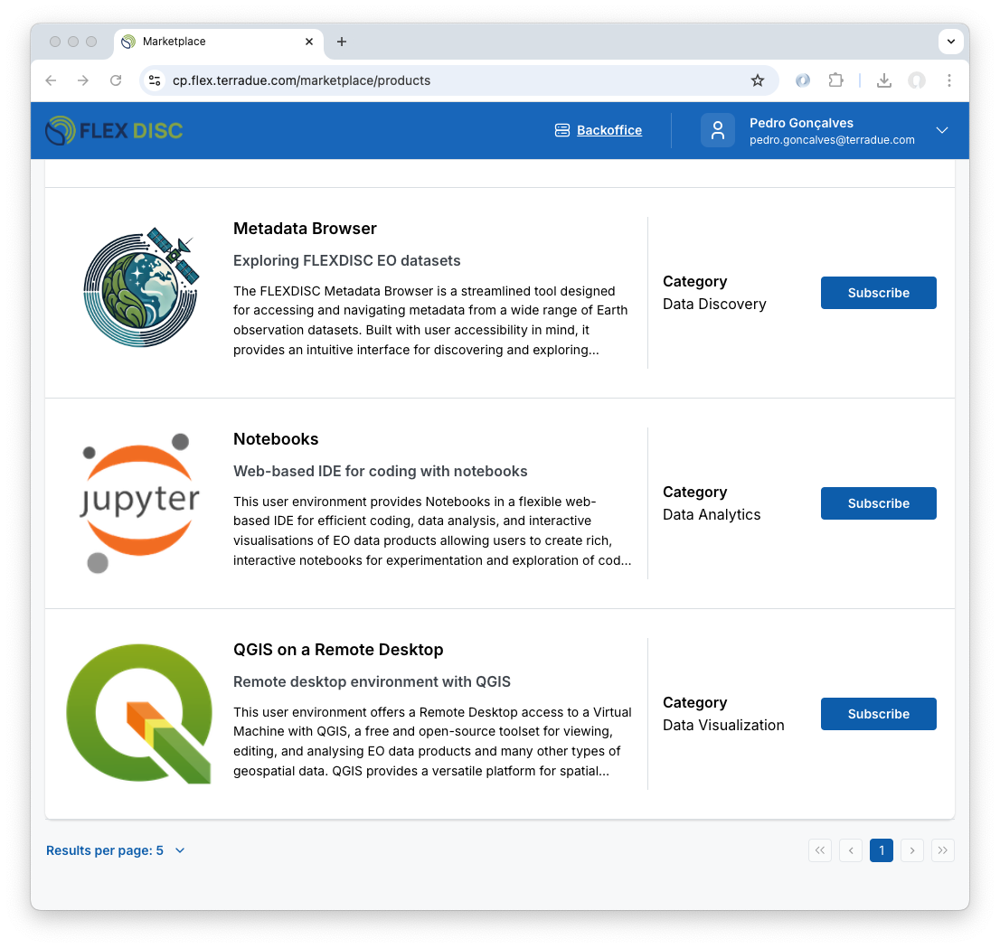 Marketplace
cp.flex.terradue.com/marketplace/products
FLEX DISC
Backoffice
Pedro Gonçalves
pedro.goncalves@terradue.com
Metadata Browser
Exploring FLEXDISC EO datasets
The FLEXDISC Metadata Browser is a streamlined tool designed
for accessing and navigating metadata from a wide range of Earth
observation datasets. Built with user accessibility in mind, it
provides an intuitive interface for discovering and exploring...
Category
Data Discovery
Subscribe
jupyter
Notebooks
Web-based IDE for coding with notebooks
This user environment provides Notebooks in a flexible web-
based IDE for efficient coding, data analysis, and interactive
visualisations of EO data products allowing users to create rich,
interactive notebooks for experimentation and exploration of cod...
Category
Data Analytics
Subscribe
QGIS on a Remote Desktop
Remote desktop environment with QGIS
This user environment offers a Remote Desktop access to a Virtual
Machine with QGIS, a free and open-source toolset for viewing,
editing, and analysing EO data products and many other types of
geospatial data. QGIS provides a versatile platform for spatial...
Category
Data Visualization
Subscribe
Results per page: 5
1